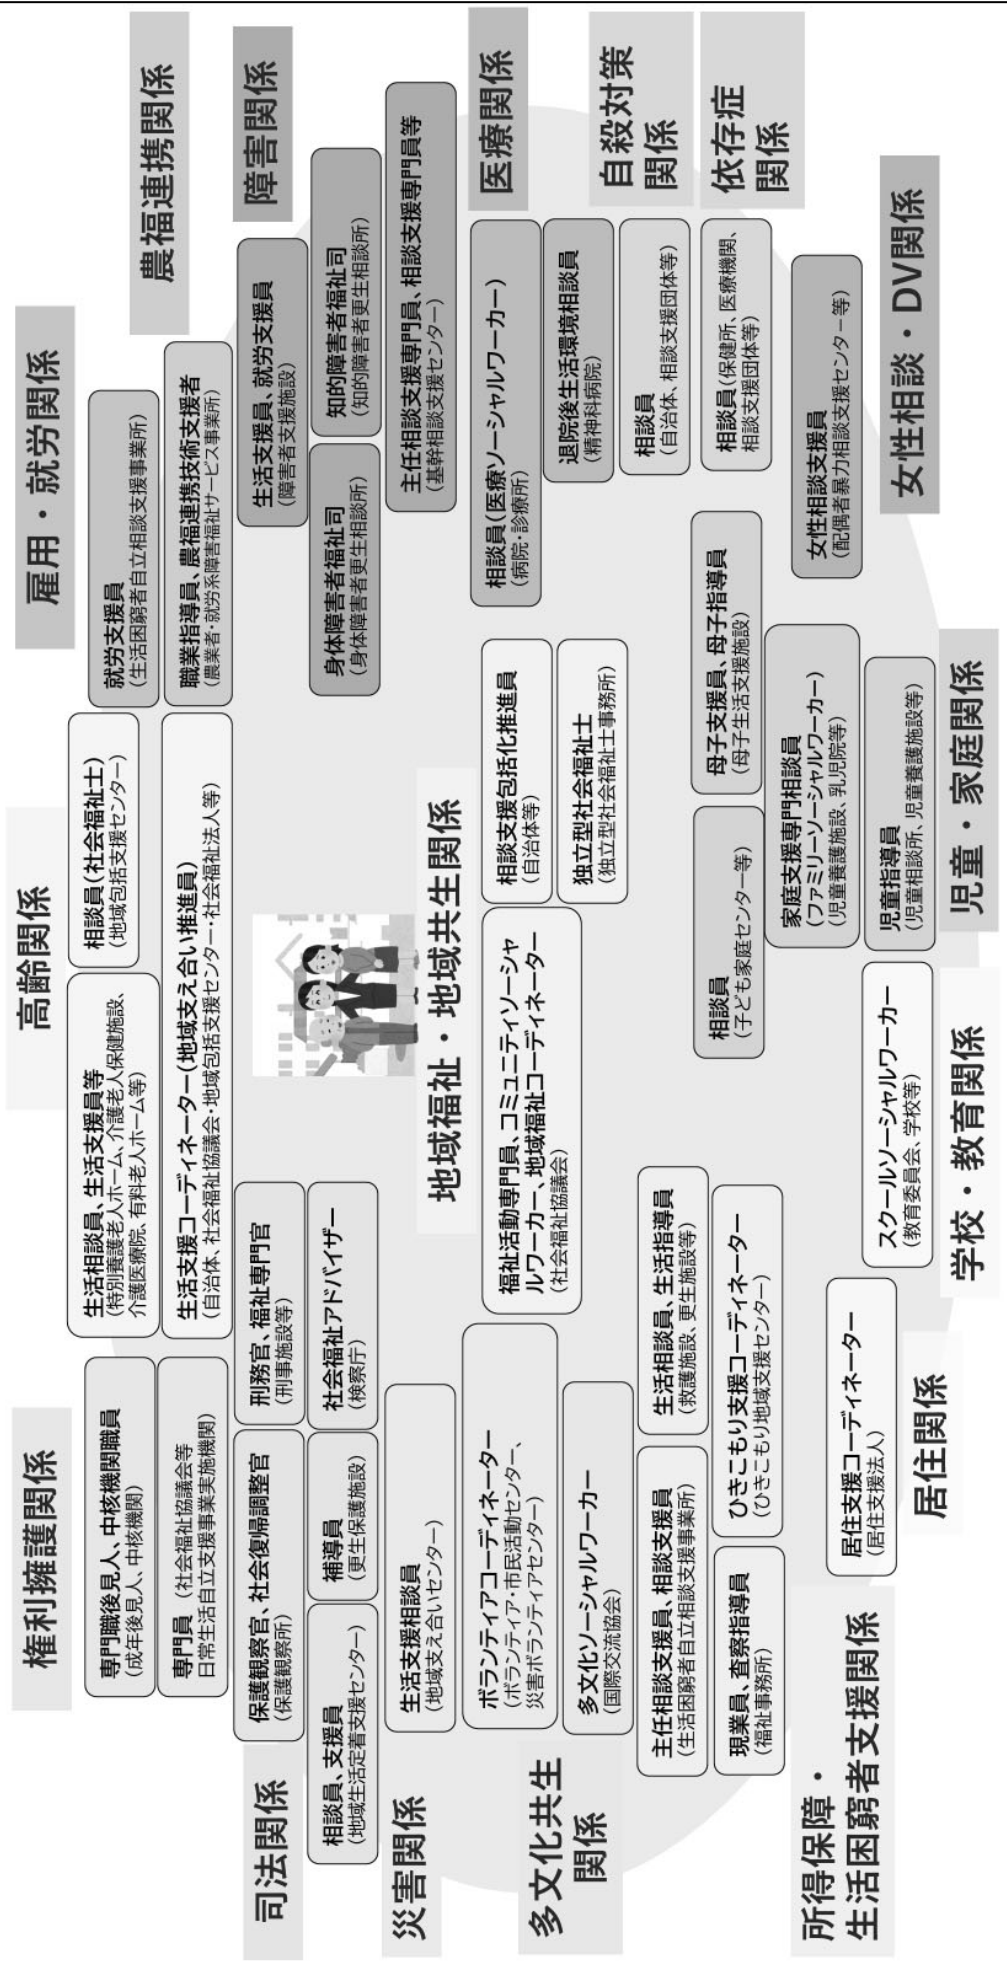 権利擁護関係
専門職後見人、中核機関職員
（成年後見人、中核機関）
専門員（社会福祉協議会等
日常生活自立支援事業実施機関）
高齢関係
生活相談員、生活支援員等
（特別養護老人ホーム、介護老人保健施設、
介護医療院、有料老人ホーム等）
相談員（社会福祉士）
（地域包括支援センター）
生活支援コーディネーター（地域支え合い推進員）
（自治体、社会福祉協議会・地域包括支援センター・社会福祉法人等）
雇用・就労関係
就労支援員
（生活困窮者自立相談支援事業所）
農福連携関係
職業指導員、農福連携技術支援者
（農業者・就労系障害福祉サービス事業所）
司法関係
保護観察官、社会復帰調整官
（保護観察所）
刑務官、福祉専門官
（刑事施設等）
相談員、支援員
（地域生活定着支援センター）
補導員
（更生保護施設）
社会福祉アドバイザー
（検察庁）
障害関係
生活支援員、就労支援員
（障害者支援施設）
身体障害者福祉司
（身体障害者更生相談所）
知的障害者福祉司
（知的障害者更生相談所）
主任相談支援専門員、相談支援専門員等
（基幹相談支援センター）
災害関係
生活支援相談員
（地域支え合いセンター）
ボランティアコーディネーター
（ボランティア・市民活動センター、
災害ボランティアセンター）
地域福祉・地域共生関係
福祉活動専門員、コミュニティソーシャ
ルワーカー、地域福祉コーディネーター
（社会福祉協議会）
相談支援包括化推進員
（自治体等）
独立型社会福祉士
（独立型社会福祉士事務所）
医療関係
相談員（医療ソーシャルワーカー）
（病院・診療所）
退院後生活環境相談員
（精神科病院）
多文化共生
関係
多文化ソーシャルワーカー
（国際交流協会）
自殺対策
関係
相談員
（自治体、相談支援団体等）
依存症
関係
相談員（保健所、医療機関、
相談支援団体等）
所得保障・
生活困窮者支援関係
主任相談支援員、相談支援員
（生活困窮者自立相談支援事業所）
生活相談員、生活指導員
（救護施設、更生施設等）
現業員、査察指導員
（福祉事務所）
ひきこもり支援コーディネーター
（ひきこもり地域支援センター）
居住支援コーディネーター
（居住支援法人）
居住関係
スクールソーシャルワーカー
（教育委員会、学校等）
学校・教育関係
相談員
（子ども家庭センター等）
母子支援員、母子指導員
（母子生活支援施設）
家庭支援専門相談員
（ファミリーソーシャルワーカー）
（児童養護施設、乳児院等）
児童指導員
（児童相談所、児童養護施設等）
児童・家庭関係
女性相談支援員
（配偶者暴力相談支援センター等）
女性相談・DV関係